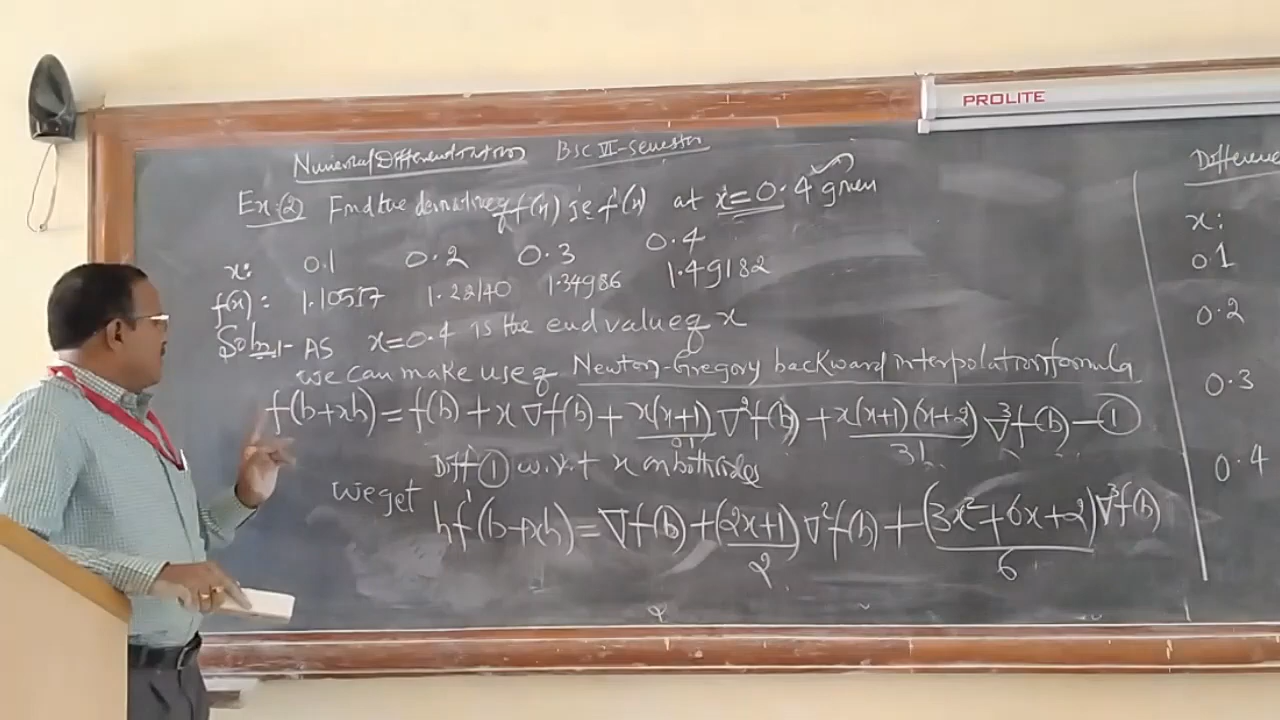 PROLITE
Numerical Differentiation BSC VI-semester
Ex:② Find the derivative of f(x) ie f'(x) at x=0.4 given
x: 0.1 0.2 0.3 0.4
f(x): 1.10517 1.22140 1.34986 1.49182
Soln:- As x=0.4 is the end value of x
we can make use of Newton-Gregory backward interpolation formula
f(b+xh) = f(b) + x∇f(b) + x(x+1)/2! ∇²f(b) + x(x+1)(x+2)/3! ∇³f(b) — ①
Diff ① w.r.t x on both sides
we get
hf'(b+xh) = ∇f(b) + (2x+1)/2 ∇²f(b) + (3x²+6x+2)/6 ∇³f(b)
Difference
x:
0.1
0.2
0.3
0.4